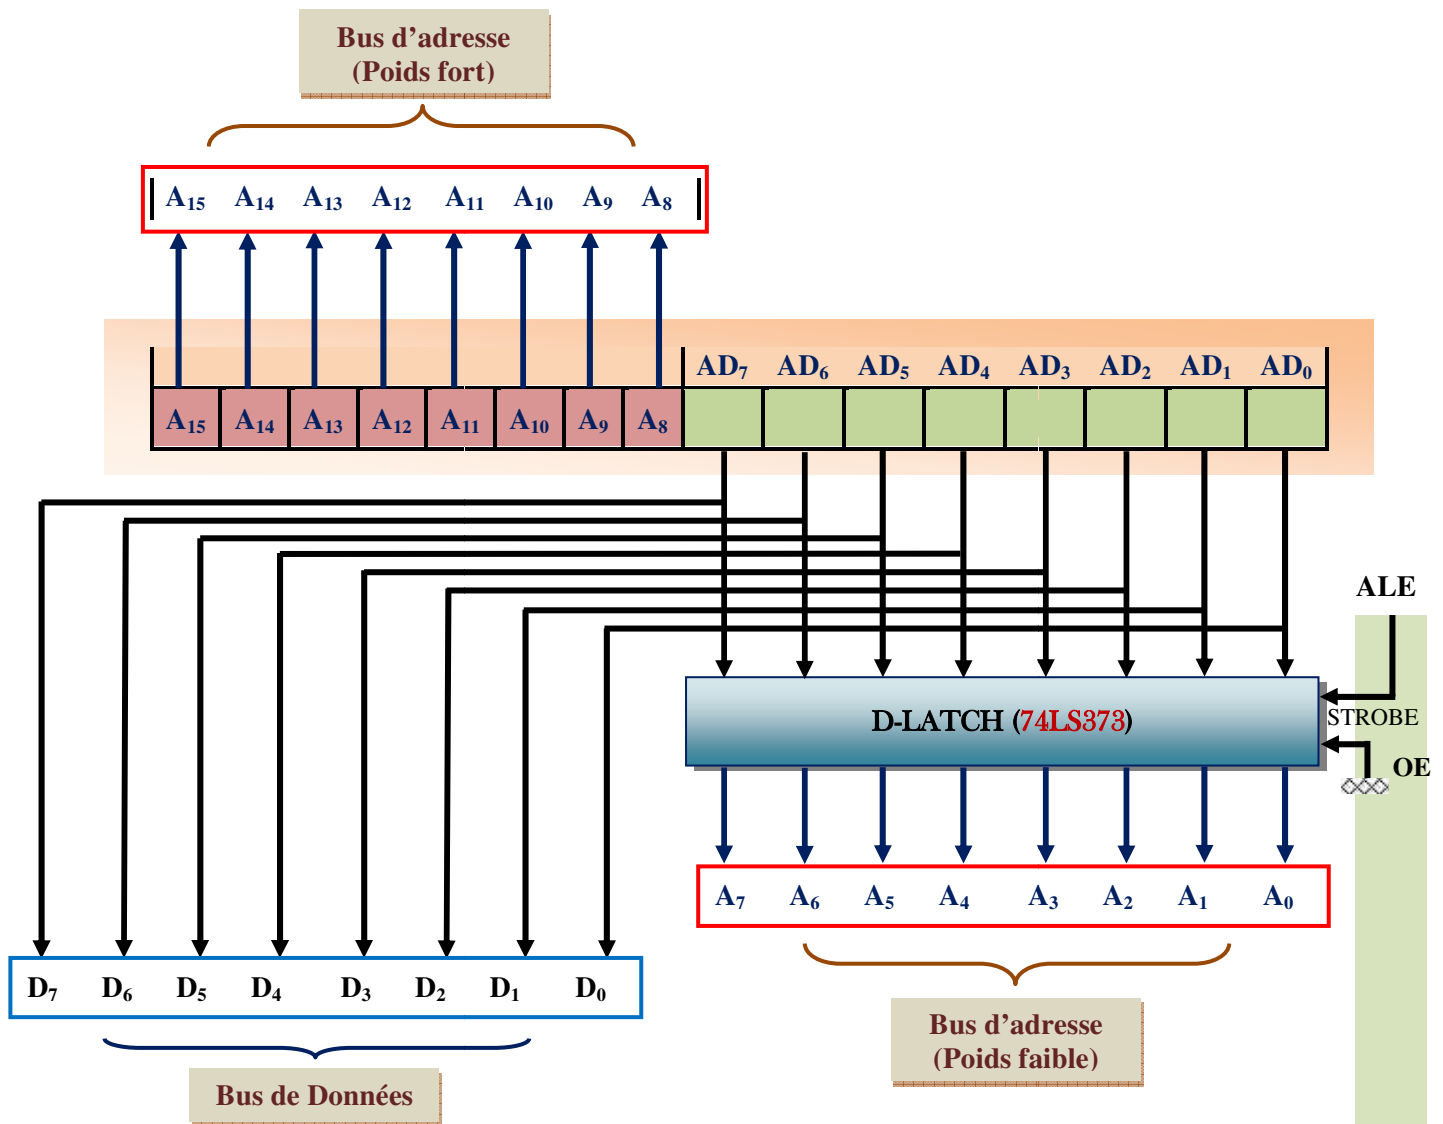 Bus d’adresse
(Poids fort)
A15 A14 A13 A12 A11 A10 A9 A8
AD7 AD6 AD5 AD4 AD3 AD2 AD1 AD0
A15 A14 A13 A12 A11 A10 A9 A8
ALE
D-LATCH (74LS373)
STROBE
OE
A7 A6 A5 A4 A3 A2 A1 A0
D7 D6 D5 D4 D3 D2 D1 D0
Bus d’adresse
(Poids faible)
Bus de Données